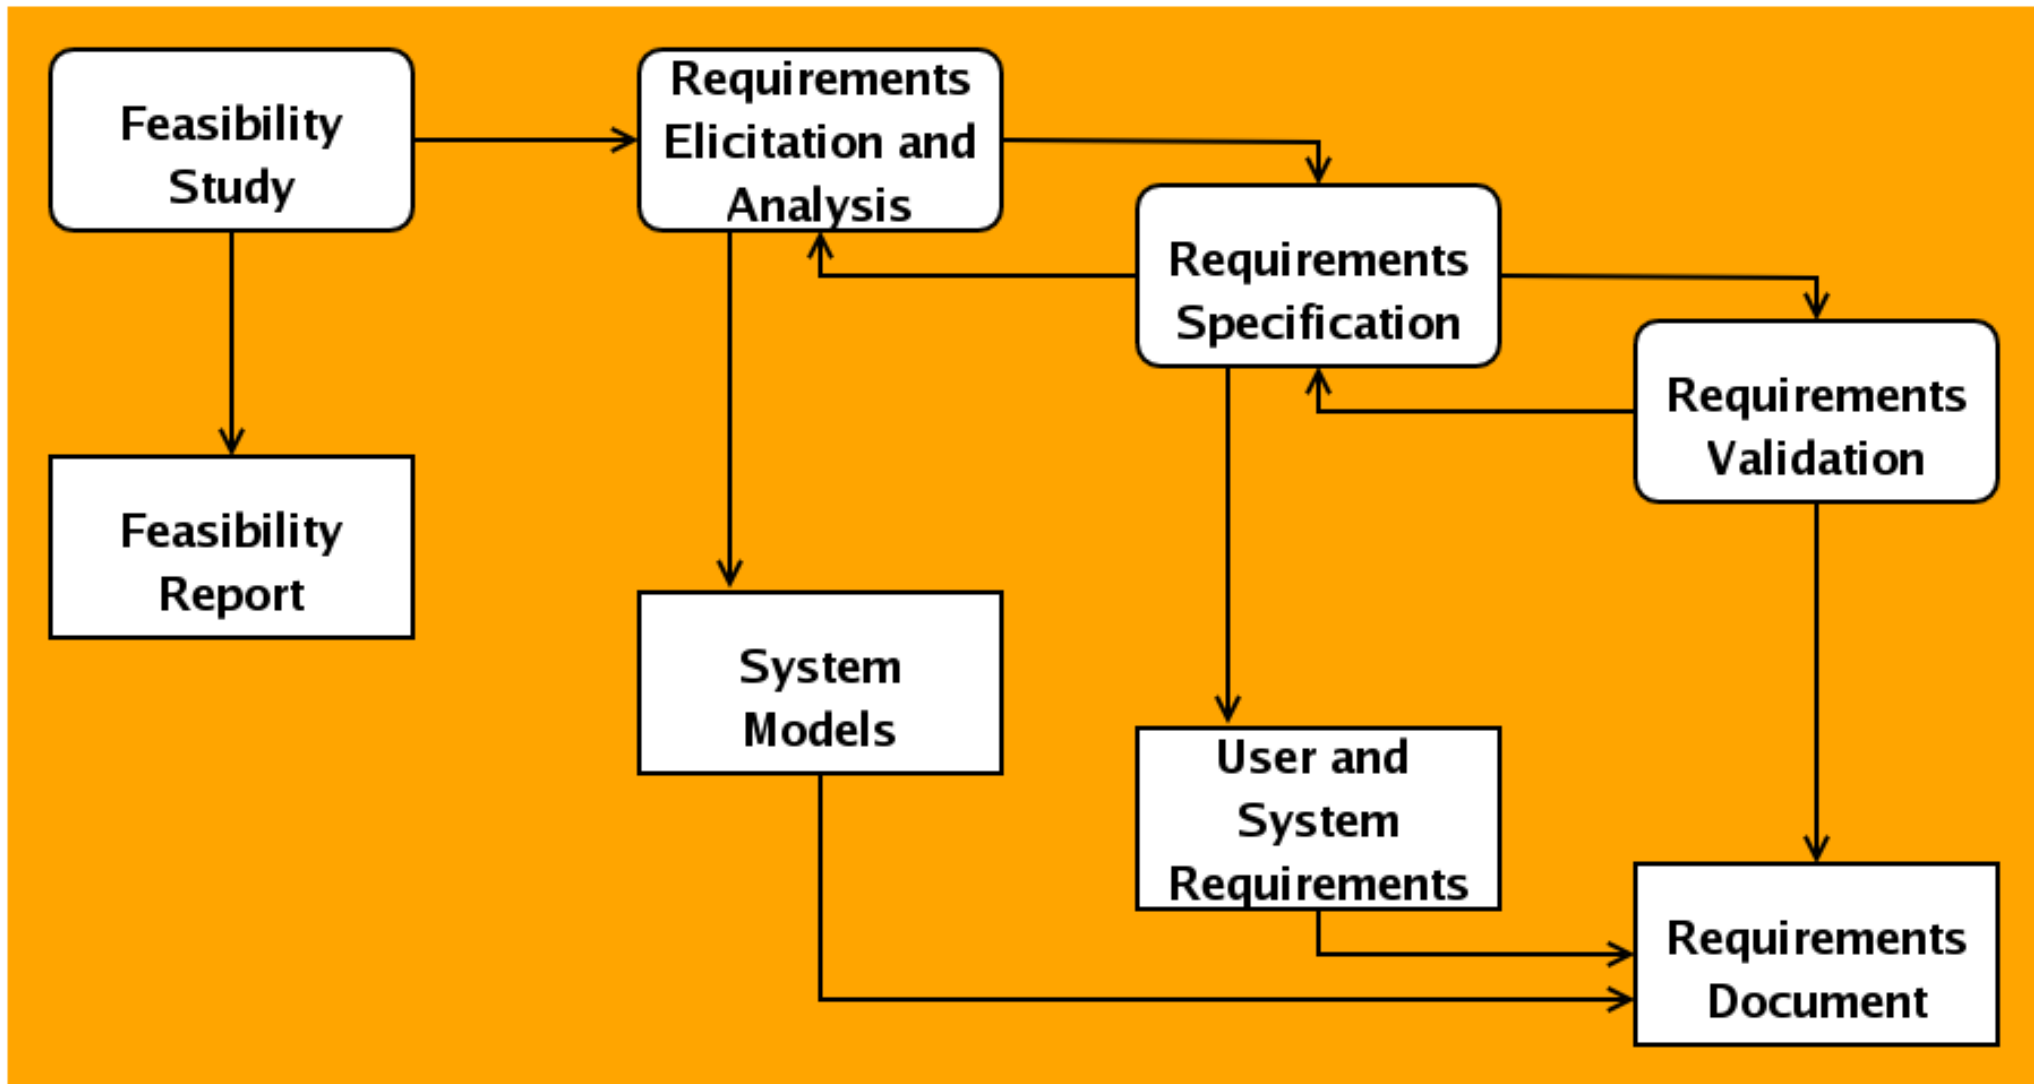 Feasibility
Study
Requirements
Elicitation and
Analysis
Requirements
Specification
Requirements
Validation
Feasibility
Report
System
Models
User and
System
Requirements
Requirements
Document